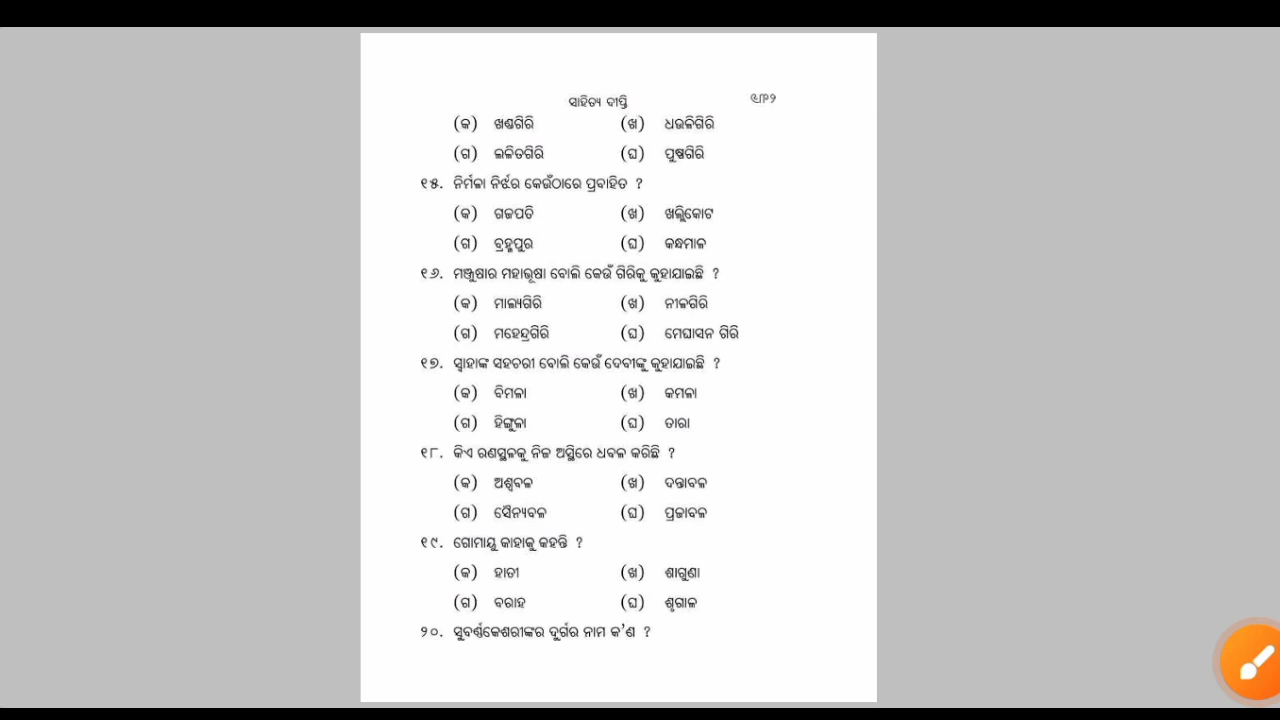 ସାହିତ୍ୟ ଦୀପ୍ତି
(କ) ଖଣ୍ଡଗିରି (ଖ) ଧଉଳିଗିରି
(ଗ) ଲଳିତଗିରି (ଘ) ପୁଷ୍ପଗିରି
୧୫. ନିର୍ମଳା ନିର୍ଝର କେଉଁଠାରେ ପ୍ରବାହିତ ?
(କ) ଗଜପତି (ଖ) ଖଲ୍ଲିକୋଟ
(ଗ) ବ୍ରହ୍ମପୁର (ଘ) କନ୍ଧମାଳ
୧୬. ମଞ୍ଜୁଷାର ମହାଭୂଷା ବୋଲି କେଉଁ ଗିରିକୁ କୁହାଯାଇଛି ?
(କ) ମାଲ୍ୟଗିରି (ଖ) ନୀଳଗିରି
(ଗ) ମହେନ୍ଦ୍ରଗିରି (ଘ) ମେଘାସନ ଗିରି
୧୭. ସ୍ୱାହାଙ୍କ ସହଚରୀ ବୋଲି କେଉଁ ଦେବୀଙ୍କୁ କୁହାଯାଇଛି ?
(କ) ବିମଳା (ଖ) କମଳା
(ଗ) ହିଙ୍ଗୁଳା (ଘ) ତାରା
୧୮. କିଏ ରଣସ୍ଥଳକୁ ନିଜ ଅସ୍ଥିରେ ଧବଳ କରିଛି ?
(କ) ଅଶ୍ୱବଳ (ଖ) ଦନ୍ତାବଳ
(ଗ) ସୈନ୍ୟବଳ (ଘ) ପ୍ରଜାବଳ
୧୯. ଗୋମାୟୁ କାହାକୁ କହନ୍ତି ?
(କ) ହାତୀ (ଖ) ଶାଗୁଣା
(ଗ) ବରାହ (ଘ) ଶୃଗାଳ
୨୦. ସୁବର୍ଣ୍ଣକେଶରୀଙ୍କର ଦୁର୍ଗର ନାମ କ'ଣ ?